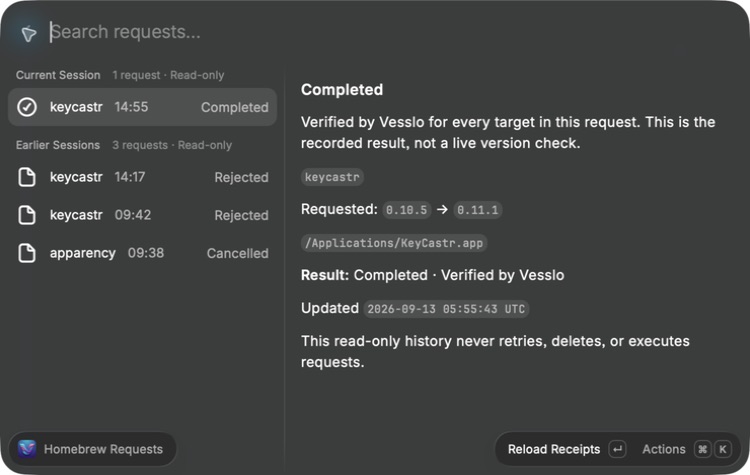 Search requests...
Current Session 1 request · Read-only
keycastr 14:55 Completed
Earlier Sessions 3 requests · Read-only
keycastr 14:17 Rejected
keycastr 09:42 Rejected
apparency 09:38 Cancelled
Completed
Verified by Vesslo for every target in this request. This is the
recorded result, not a live version check.
keycastr
Requested: 0.10.5 → 0.11.1
/Applications/KeyCastr.app
Result: Completed · Verified by Vesslo
Updated 2026-09-13 05:55:43 UTC
This read-only history never retries, deletes, or executes
requests.
Homebrew Requests
Reload Receipts ↵ Actions ⌘ K